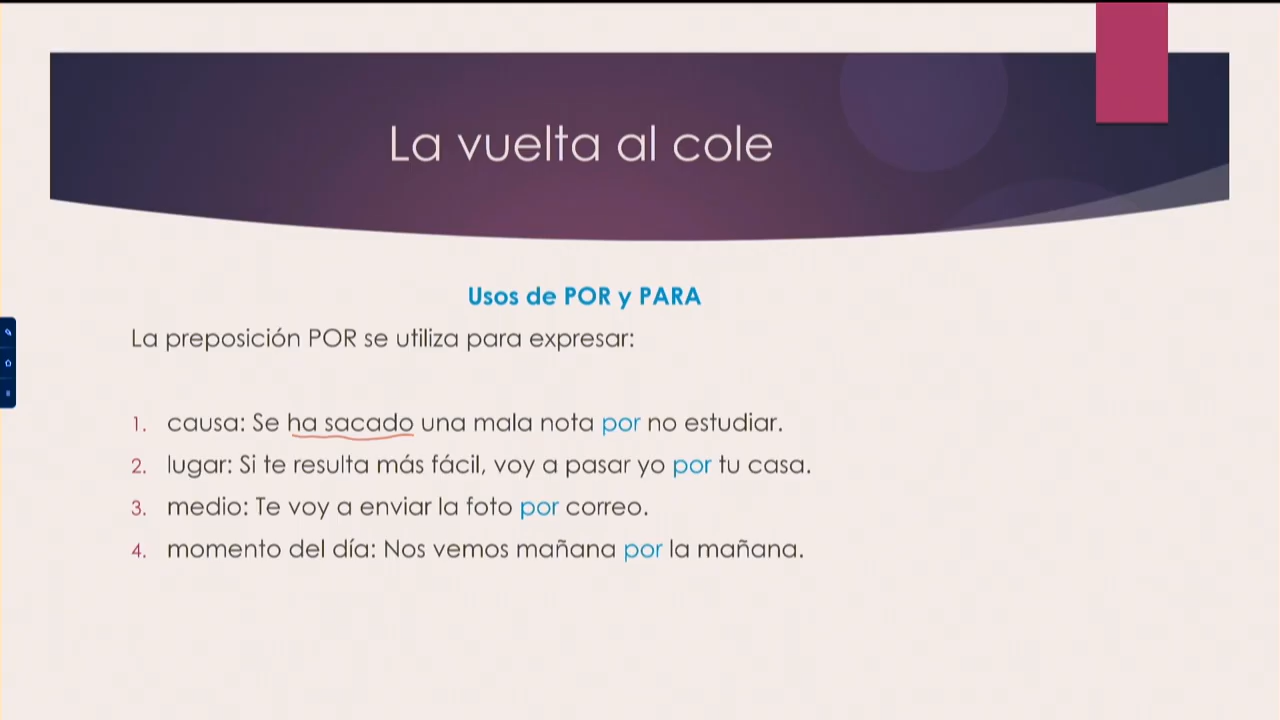 La vuelta al cole
Usos de POR y PARA
La preposición POR se utiliza para expresar:
1. causa: Se ha sacado una mala nota por no estudiar.
2. lugar: Si te resulta más fácil, voy a pasar yo por tu casa.
3. medio: Te voy a enviar la foto por correo.
4. momento del día: Nos vemos mañana por la mañana.